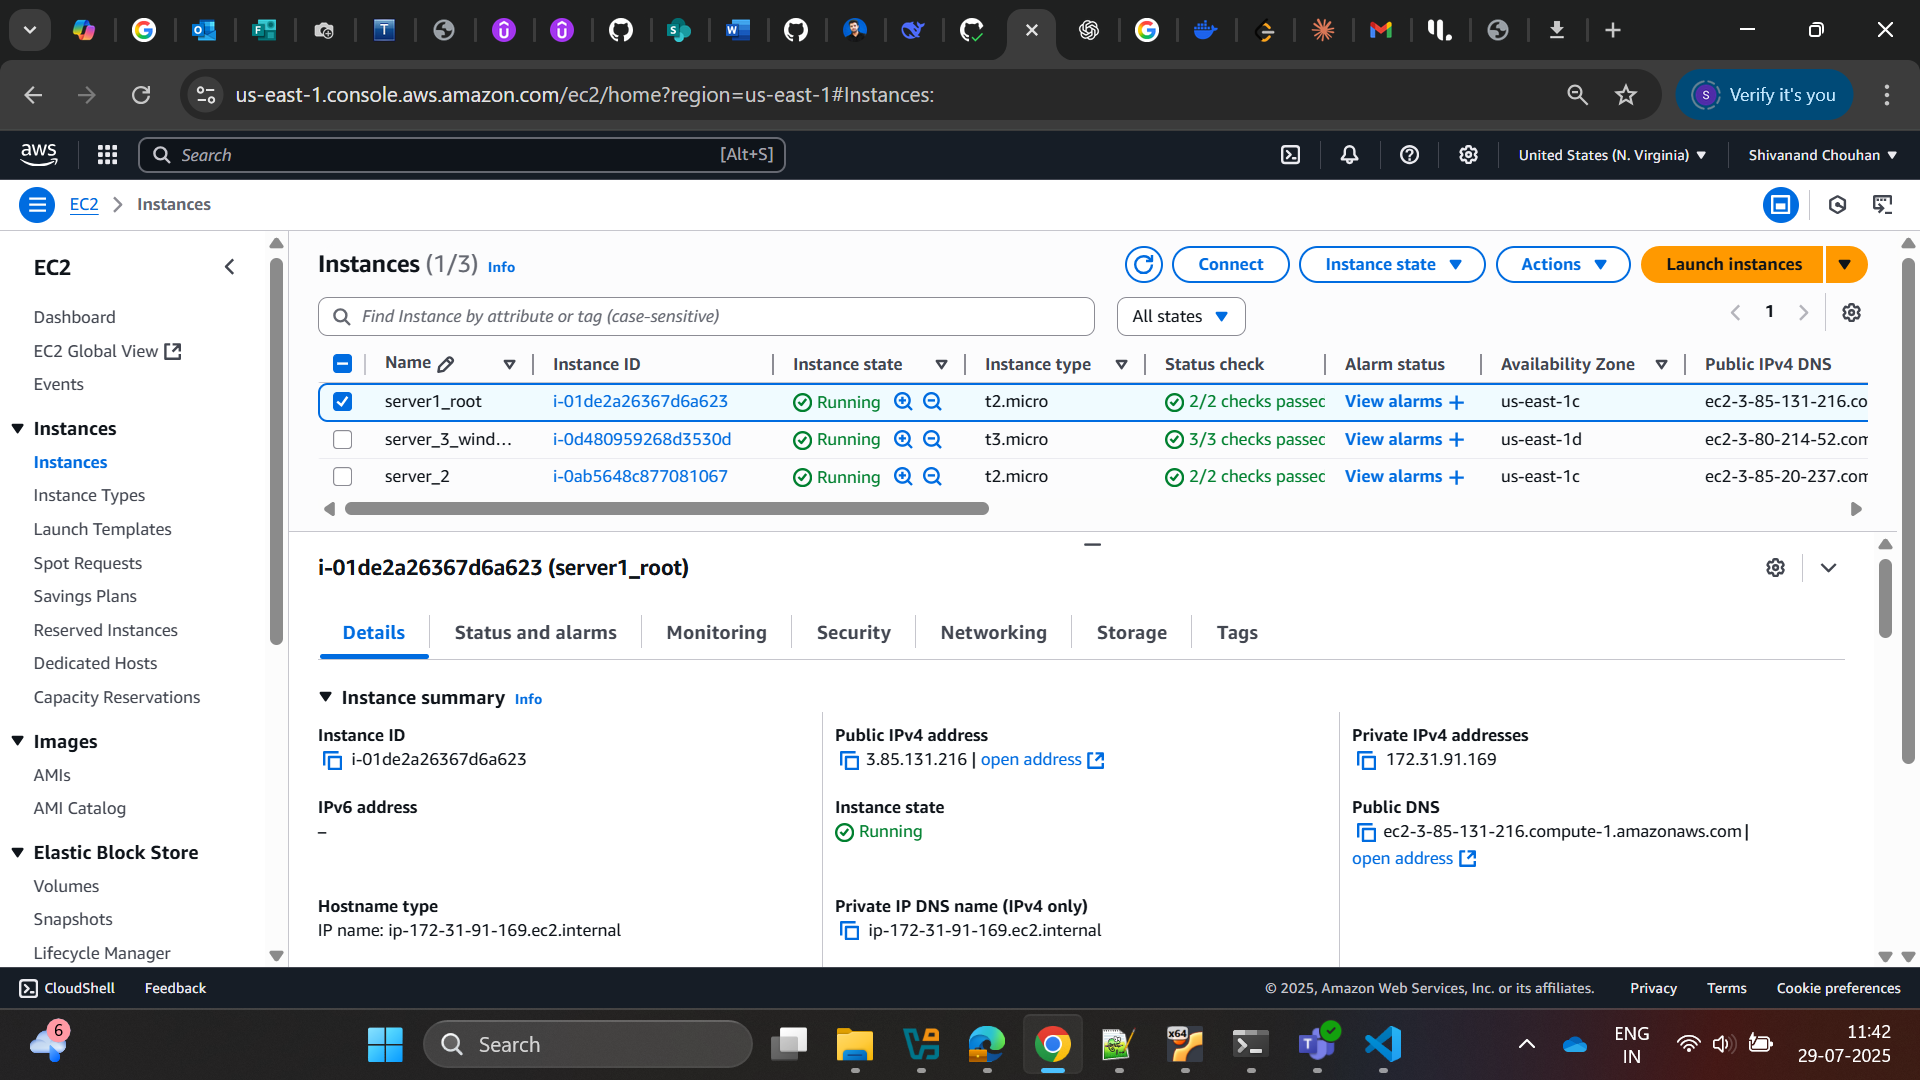 us-east-1.console.aws.amazon.com/ec2/home?region=us-east-1#Instances:
Verify it's you
aws
Search
[Alt+S]
United States (N. Virginia)
Shivanand Chouhan
EC2
Instances
EC2
Dashboard
EC2 Global View
Events
Instances
Instances
Instance Types
Launch Templates
Spot Requests
Savings Plans
Reserved Instances
Dedicated Hosts
Capacity Reservations
Images
AMIs
AMI Catalog
Elastic Block Store
Volumes
Snapshots
Lifecycle Manager
Instances (1/3) Info
Connect
Instance state
Actions
Launch instances
Find Instance by attribute or tag (case-sensitive)
All states
1
Name Instance ID Instance state Instance type Status check Alarm status Availability Zone Public IPv4 DNS
server1_root i-01de2a26367d6a623 Running t2.micro 2/2 checks passed View alarms + us-east-1c ec2-3-85-131-216.co
server_3_wind... i-0d480959268d3530d Running t3.micro 3/3 checks passed View alarms + us-east-1d ec2-3-80-214-52.com
server_2 i-0ab5648c877081067 Running t2.micro 2/2 checks passed View alarms + us-east-1c ec2-3-85-20-237.com
i-01de2a26367d6a623 (server1_root)
Details
Status and alarms
Monitoring
Security
Networking
Storage
Tags
Instance summary Info
Instance ID
i-01de2a26367d6a623
Public IPv4 address
3.85.131.216 | open address
Private IPv4 addresses
172.31.91.169
IPv6 address
–
Instance state
Running
Public DNS
ec2-3-85-131-216.compute-1.amazonaws.com |
open address
Hostname type
IP name: ip-172-31-91-169.ec2.internal
Private IP DNS name (IPv4 only)
ip-172-31-91-169.ec2.internal
CloudShell
Feedback
© 2025, Amazon Web Services, Inc. or its affiliates.
Privacy
Terms
Cookie preferences
6
Search
ENG
IN
11:42
29-07-2025